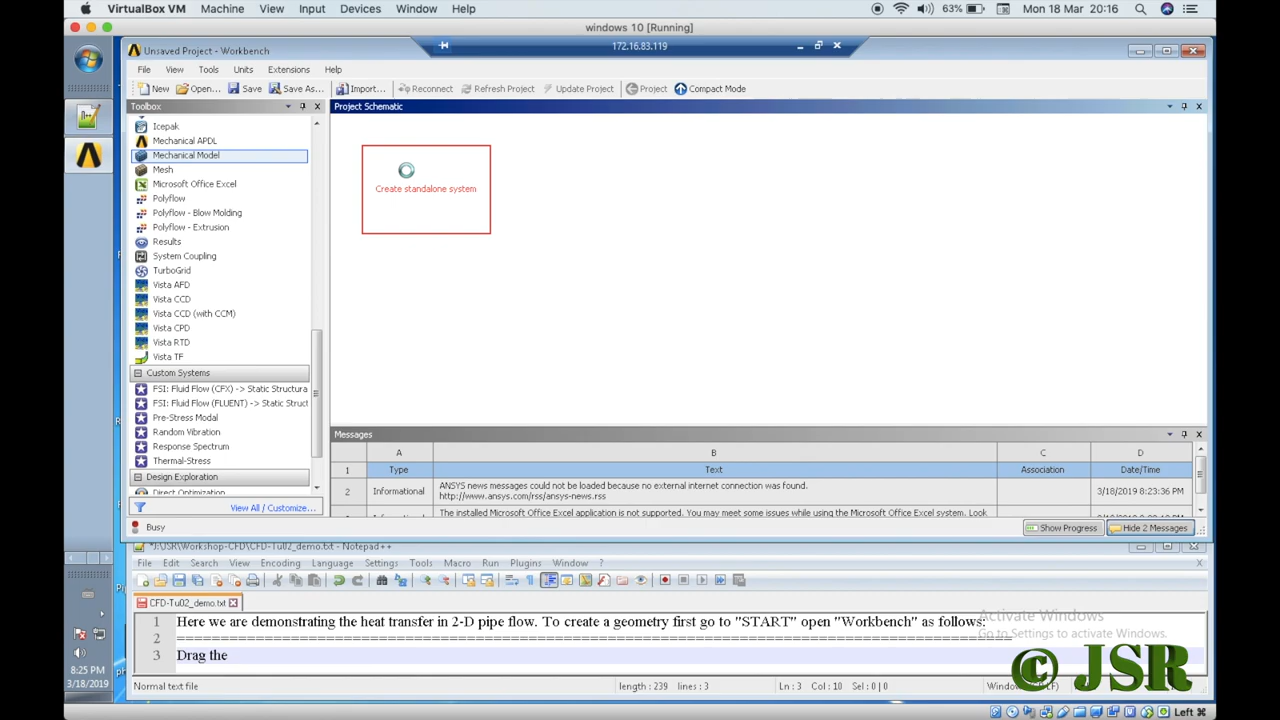 VirtualBox VM Machine View Input Devices Window Help 63% Mon 18 Mar 20:16
windows 10 [Running]
Unsaved Project - Workbench
172.16.83.119
File View Tools Units Extensions Help
New Open... Save Save As... Import... Reconnect Refresh Project Update Project Project Compact Mode
Toolbox
Project Schematic
Icepak
Mechanical APDL
Mechanical Model
Mesh
Microsoft Office Excel
Polyflow
Polyflow - Blow Molding
Polyflow - Extrusion
Results
System Coupling
TurboGrid
Vista AFD
Vista CCD
Vista CCD (with CCM)
Vista CPD
Vista RTD
Vista TF
Custom Systems
FSI: Fluid Flow (CFX) -> Static Structura
FSI: Fluid Flow (FLUENT) -> Static Struct
Pre-Stress Modal
Random Vibration
Response Spectrum
Thermal-Stress
Design Exploration
Direct Optimization
View All / Customize...
Create standalone system
Messages
A B C D
1 Type Text Association Date/Time
2 Informational ANSYS news messages could not be loaded because no external internet connection was found.
http://www.ansys.com/rss/ansys-news.rss
3/18/2019 8:23:36 PM
The installed Microsoft Office Excel application is not supported. You may meet some issues while using the Microsoft Office Excel system. Look
Busy
Show Progress Hide 2 Messages
*J:\JSR\Workshop-CFD\CFD-Tu02_demo.txt - Notepad++
File Edit Search View Encoding Language Settings Tools Macro Run Plugins Window ?
CFD-Tu02_demo.txt
1 Here we are demonstrating the heat transfer in 2-D pipe flow. To create a geometry first go to "START" open "Workbench" as follows:
2
3 Drag the
Normal text file length : 239 lines : 3 Ln : 3 Col : 10 Sel : 0 | 0
8:25 PM
3/18/2019
Activate Windows
Go to Settings to activate Windows.
© JSR
Left ⌘